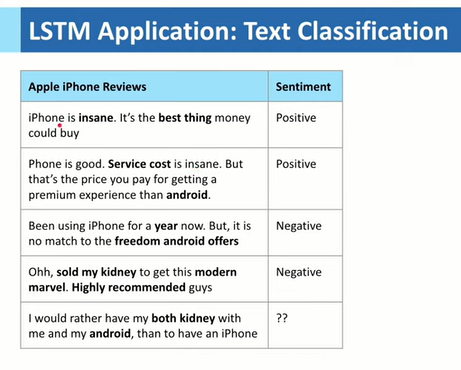 LSTM Application: Text Classification
Apple iPhone Reviews Sentiment
iPhone is insane. It's the best thing money Positive
could buy
Phone is good. Service cost is insane. But Positive
that's the price you pay for getting a
premium experience than android.
Been using iPhone for a year now. But, it is Negative
no match to the freedom android offers
Ohh, sold my kidney to get this modern Negative
marvel. Highly recommended guys
I would rather have my both kidney with ??
me and my android, than to have an iPhone